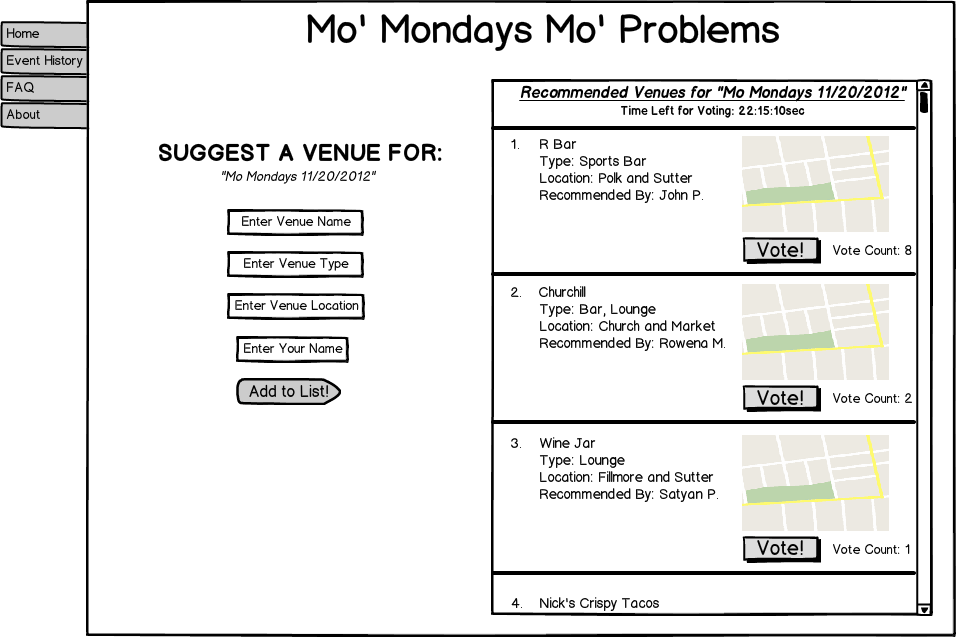 Mo' Mondays Mo' Problems
Home
Event History
FAQ
About
SUGGEST A VENUE FOR:
"Mo Mondays 11/20/2012"
Enter Venue Name
Enter Venue Type
Enter Venue Location
Enter Your Name
Add to List!
Recommended Venues for "Mo Mondays 11/20/2012"
Time Left for Voting: 22:15:10sec
1. R Bar
Type: Sports Bar
Location: Polk and Sutter
Recommended By: John P.
Vote! Vote Count: 8
2. Churchill
Type: Bar, Lounge
Location: Church and Market
Recommended By: Rowena M.
Vote! Vote Count: 2
3. Wine Jar
Type: Lounge
Location: Fillmore and Sutter
Recommended By: Satyan P.
Vote! Vote Count: 1
4. Nick's Crispy Tacos